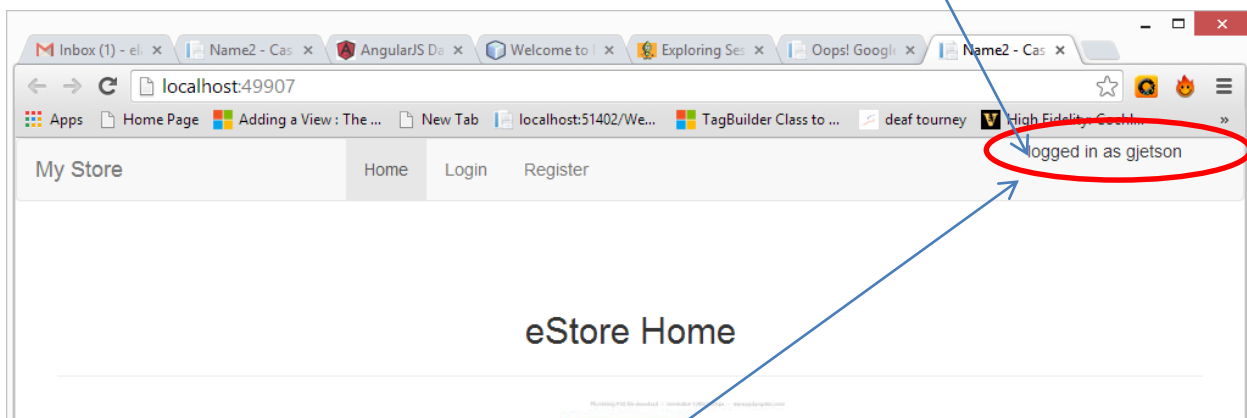 Inbox (1) - el
Name2 - Cas
AngularJS Da
Welcome to
Exploring Ses
Oops! Google
Name2 - Cas
localhost:49907
Apps
Home Page
Adding a View : The ...
New Tab
localhost:51402/We...
TagBuilder Class to ...
deaf tourney
High Fidelity:
»
My Store
Home
Login
Register
logged in as gjetson
eStore Home